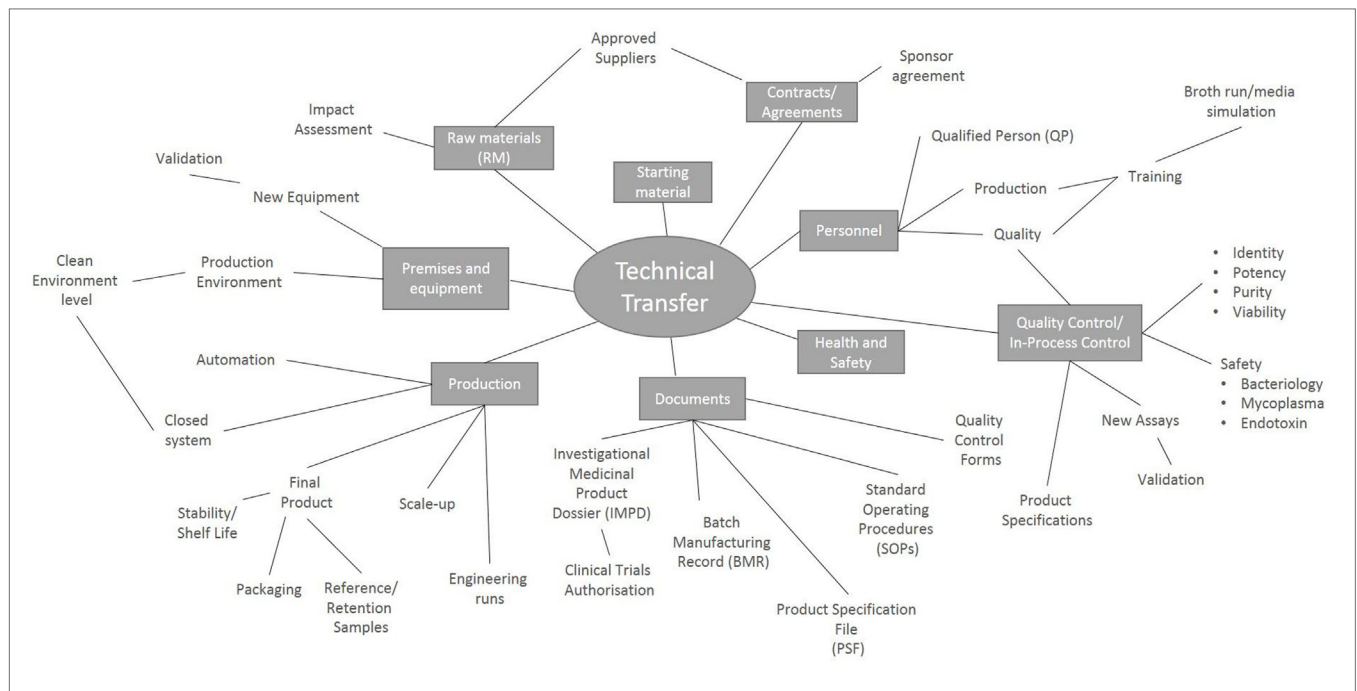 Approved
Suppliers
Sponsor
agreement
Contracts/
Agreements
Broth run/media
simulation
Impact
Assessment
Raw materials
(RM)
Qualified Person (QP)
Validation
Starting
material
Training
New Equipment
Production
Personnel
Quality
Clean
Environment
level
Production
Environment
Premises and
equipment
Technical
Transfer
• Identity
• Potency
• Purity
• Viability
Quality Control/
In-Process Control
Health and
Safety
Automation
Production
Documents
Safety
• Bacteriology
• Mycoplasma
• Endotoxin
Closed
system
Quality
Control
Forms
New Assays
Validation
Investigational
Medicinal
Product
Dossier (IMPD)
Final
Product
Scale-up
Standard
Operating
Procedures
(SOPs)
Product
Specifications
Stability/
Shelf Life
Batch
Manufacturing
Record (BMR)
Clinical Trials
Authorisation
Engineering
runs
Packaging
Reference/
Retention
Samples
Product Specification
File
(PSF)